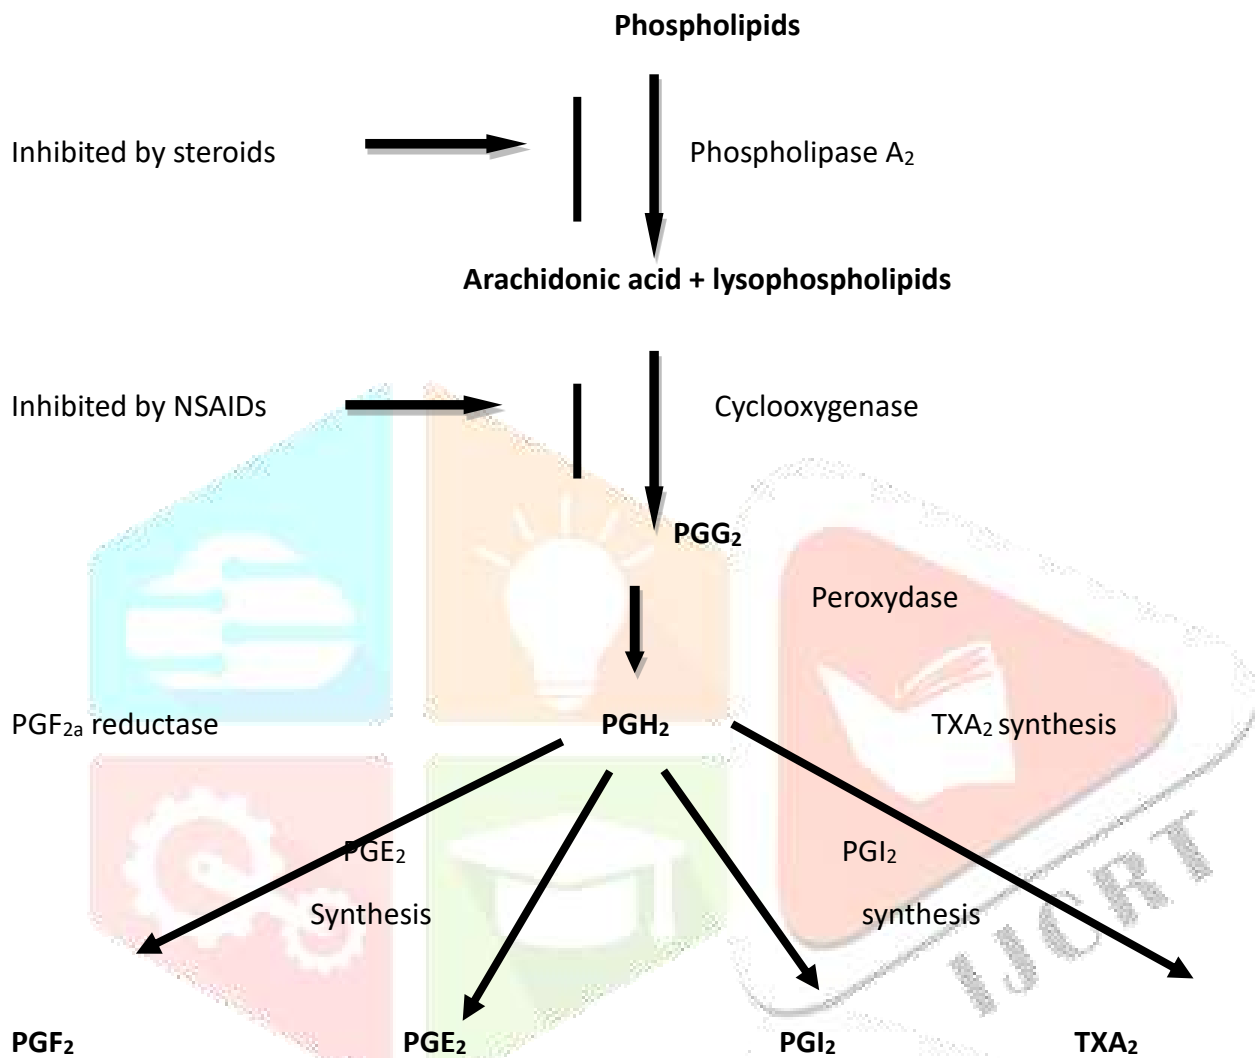 Phospholipids
Inhibited by steroids
Phospholipase A₂
Arachidonic acid + lysophospholipids
Inhibited by NSAIDs
Cyclooxygenase
PGG₂
Peroxydase
PGF₂ₐ reductase
PGH₂
TXA₂ synthesis
PGE₂
Synthesis
PGI₂
synthesis
IJCRT
PGF₂
PGE₂
PGI₂
TXA₂